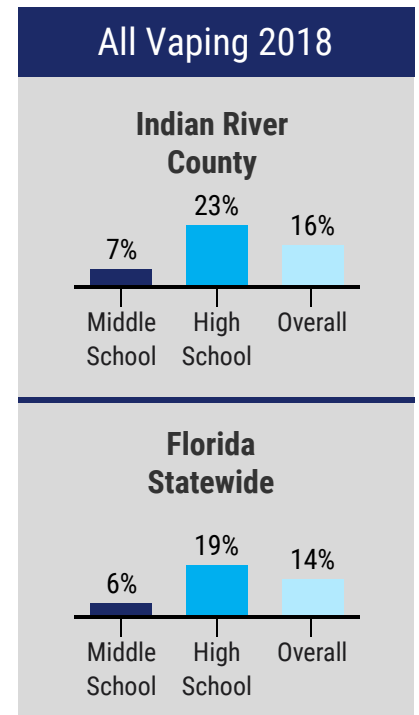 All Vaping 2018
Indian River
County
23%
16%
7%
Middle High Overall
School School
Florida
Statewide
19%
14%
6%
Middle High Overall
School School